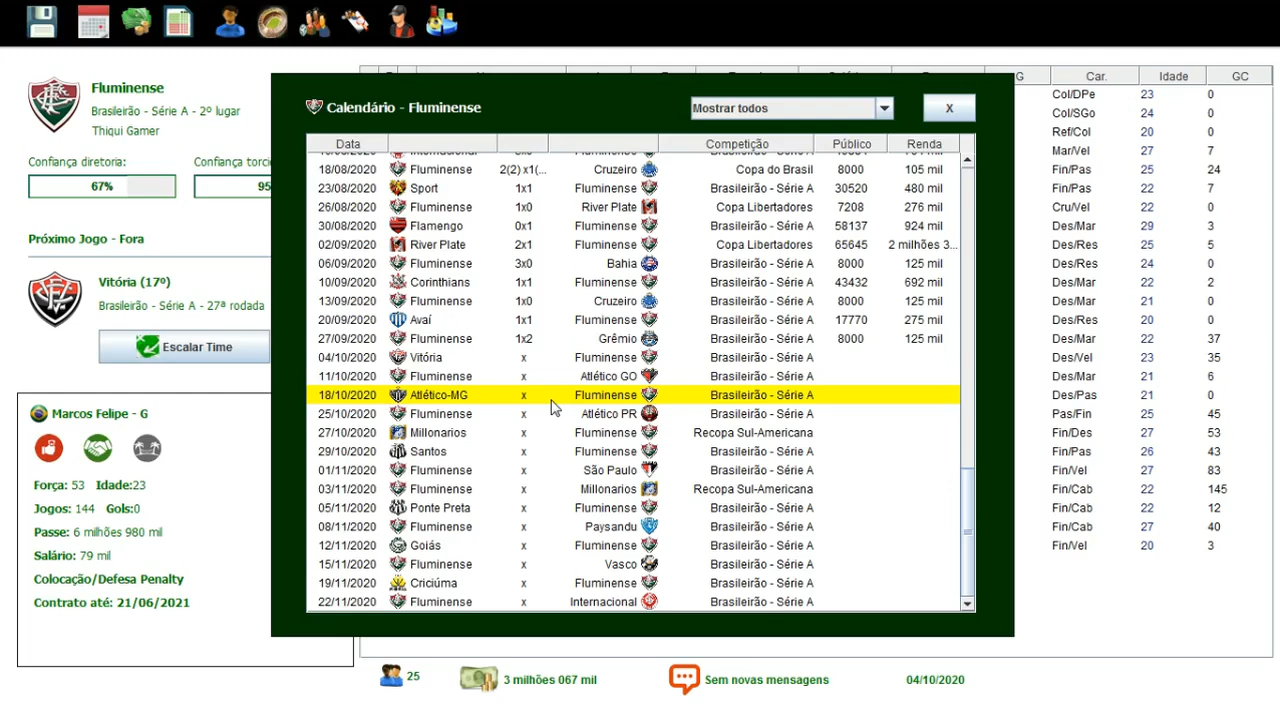 Fluminense
Brasileirão - Série A - 2º lugar
Thiqui Gamer
Confiança diretoria:
Confiança torci
67%
95
Próximo Jogo - Fora
Vitória (17º)
Brasileirão - Série A - 27ª rodada
Escalar Time
Marcos Felipe - G
Força: 53 Idade:23
Jogos: 144 Gols:0
Passe: 6 milhões 980 mil
Salário: 79 mil
Colocação/Defesa Penalty
Contrato até: 21/06/2021
Calendário - Fluminense
Mostrar todos
X
Data Competição Público Renda
18/08/2020 Fluminense 2(2) x1(... Cruzeiro Copa do Brasil 8000 105 mil
23/08/2020 Sport 1x1 Fluminense Brasileirão - Série A 30520 480 mil
26/08/2020 Fluminense 1x0 River Plate Copa Libertadores 7208 276 mil
30/08/2020 Flamengo 0x1 Fluminense Brasileirão - Série A 58137 924 mil
02/09/2020 River Plate 2x1 Fluminense Copa Libertadores 65645 2 milhões 3...
06/09/2020 Fluminense 3x0 Bahia Brasileirão - Série A 8000 125 mil
10/09/2020 Corinthians 1x1 Fluminense Brasileirão - Série A 43432 692 mil
13/09/2020 Fluminense 1x0 Cruzeiro Brasileirão - Série A 8000 125 mil
20/09/2020 Avaí 1x1 Fluminense Brasileirão - Série A 17770 275 mil
27/09/2020 Fluminense 1x2 Grêmio Brasileirão - Série A 8000 125 mil
04/10/2020 Vitória x Fluminense Brasileirão - Série A
11/10/2020 Fluminense x Atlético GO Brasileirão - Série A
18/10/2020 Atlético-MG x Fluminense Brasileirão - Série A
25/10/2020 Fluminense x Atlético PR Brasileirão - Série A
27/10/2020 Millonarios x Fluminense Recopa Sul-Americana
29/10/2020 Santos x Fluminense Brasileirão - Série A
01/11/2020 Fluminense x São Paulo Brasileirão - Série A
03/11/2020 Fluminense x Millonarios Recopa Sul-Americana
05/11/2020 Ponte Preta x Fluminense Brasileirão - Série A
08/11/2020 Fluminense x Paysandu Brasileirão - Série A
12/11/2020 Goiás x Fluminense Brasileirão - Série A
15/11/2020 Fluminense x Vasco Brasileirão - Série A
19/11/2020 Criciúma x Fluminense Brasileirão - Série A
22/11/2020 Fluminense x Internacional Brasileirão - Série A
G Car. Idade GC
Col/DPe 23 0
Col/SGo 24 0
Ref/Col 20 0
Mar/Vel 27 7
Fin/Pas 25 24
Fin/Pas 22 7
Cru/Vel 22 0
Des/Mar 29 3
Des/Res 25 5
Des/Res 24 0
Des/Mar 22 2
Des/Mar 21 0
Des/Res 20 0
Des/Mar 22 37
Des/Vel 23 35
Des/Mar 21 6
Des/Pas 21 0
Pas/Fin 25 45
Fin/Des 27 53
Fin/Pas 26 43
Fin/Vel 27 83
Fin/Cab 27 145
Fin/Cab 22 12
Fin/Cab 27 40
Fin/Vel 20 3
25
3 milhões 067 mil
Sem novas mensagens
04/10/2020